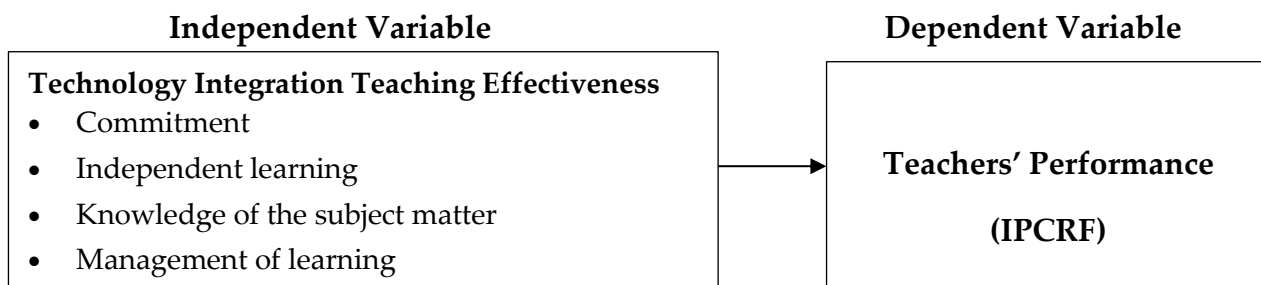 Independent Variable
Technology Integration Teaching Effectiveness
• Commitment
• Independent learning
• Knowledge of the subject matter
• Management of learning
Dependent Variable
Teachers’ Performance
(IPCRF)